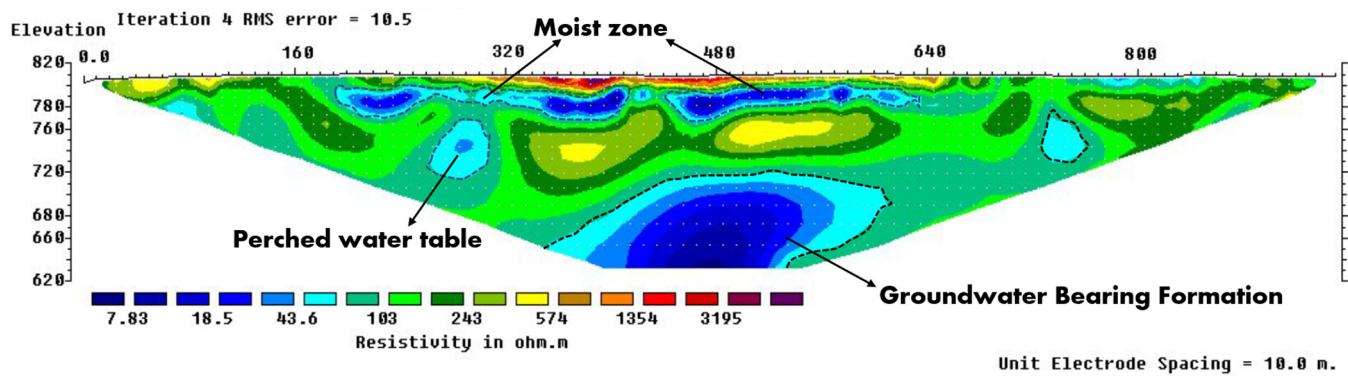 Iteration 4 RMS error = 10.5
Elevation
Moist zone
0.0 160 320 480 640 800
820
780
760
720
680
660
620
Perched water table
Groundwater Bearing Formation
7.83 18.5 43.6 103 243 574 1354 3195
Resistivity in ohm.m
Unit Electrode Spacing = 10.0 m.